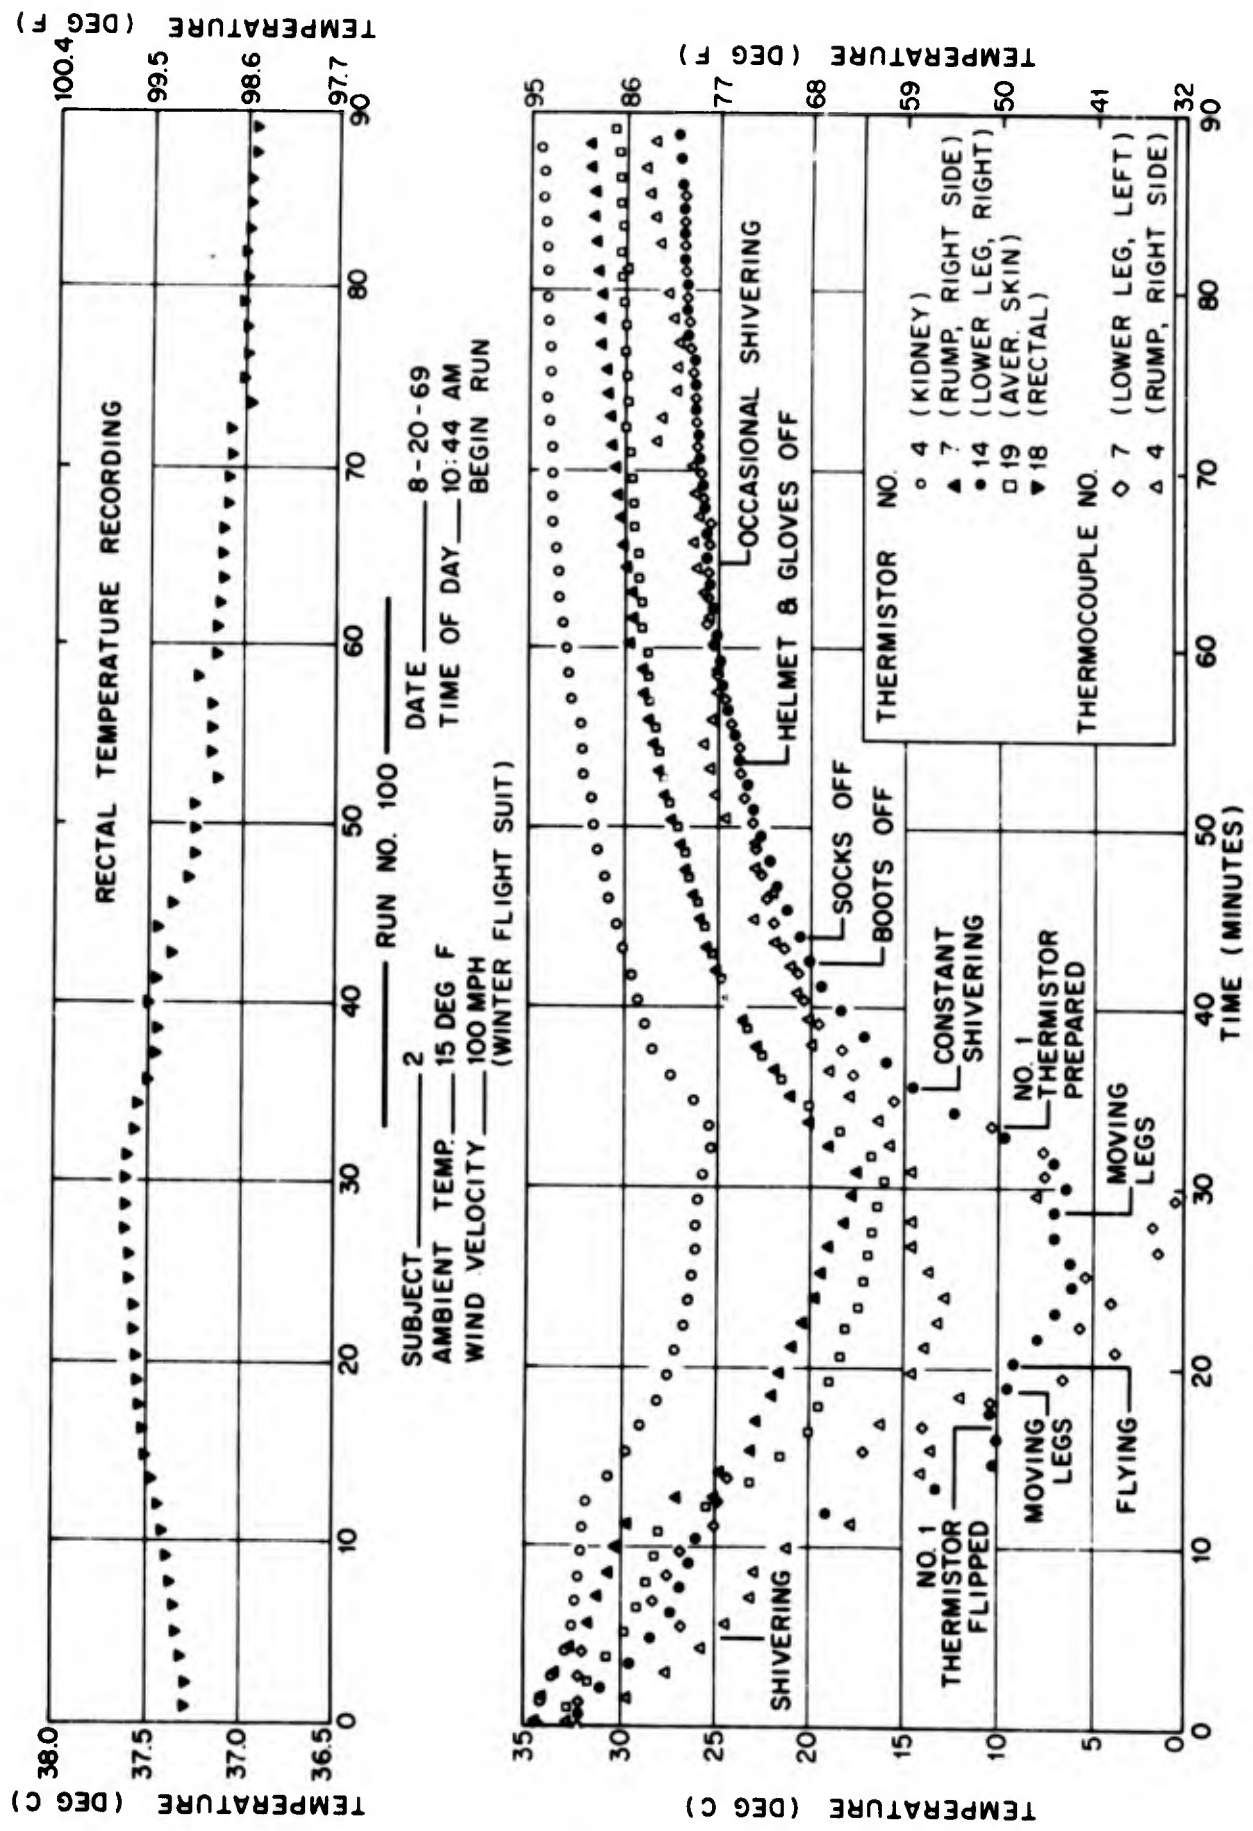 RECTAL TEMPERATURE RECORDING
TEMPERATURE (DEG C)
38.0
37.5
37.0
36.5
TEMPERATURE (DEG F)
100.4
99.5
98.6
97.7
0 10 20 30 40 50 60 70 80 90
RUN NO. 100
SUBJECT 2
AMBIENT TEMP. 15 DEG F
WIND VELOCITY 100 MPH
(WINTER FLIGHT SUIT)
DATE 8-20-69
TIME OF DAY 10:44 AM
BEGIN RUN
TEMPERATURE (DEG C)
35
30
25
20
15
10
5
0
TEMPERATURE (DEG F)
95
86
77
68
59
50
41
32
SHIVERING
NO. 1
THERMISTOR
FLIPPED
MOVING
LEGS
FLYING
MOVING
LEGS
NO. 1
THERMISTOR
PREPARED
CONSTANT
SHIVERING
BOOTS OFF
SOCKS OFF
HELMET & GLOVES OFF
OCCASIONAL SHIVERING
THERMISTOR NO.
4 (KIDNEY)
7 (RUMP, RIGHT SIDE)
14 (LOWER LEG, RIGHT)
19 (AVER. SKIN)
18 (RECTAL)
THERMOCOUPLE NO.
7 (LOWER LEG, LEFT)
4 (RUMP, RIGHT SIDE)
0 10 20 30 40 50 60 70 80 90
TIME (MINUTES)